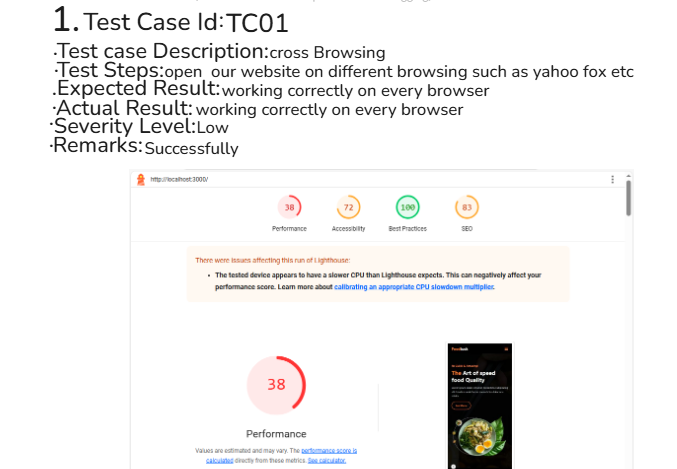 1. Test Case Id:TC01
.Test case Description:cross Browsing
·Test Steps:open our website on different browsing such as yahoo fox etc
.Expected Result:working correctly on every browser
·Actual Result: working correctly on every browser
·Severity Level:Low
·Remarks:Successfully
http://localhost:3000/
38 72 100 83
Performance Accessibility Best Practices SEO
There were issues affecting this run of Lighthouse:
• The tested device appears to have a slower CPU than Lighthouse expects. This can negatively affect your
performance score. Learn more about calibrating an appropriate CPU slowdown multiplier.
38
The Art of speed
food Quality
Performance
Values are estimated and may vary. The performance score is
calculated directly from these metrics. See calculator.